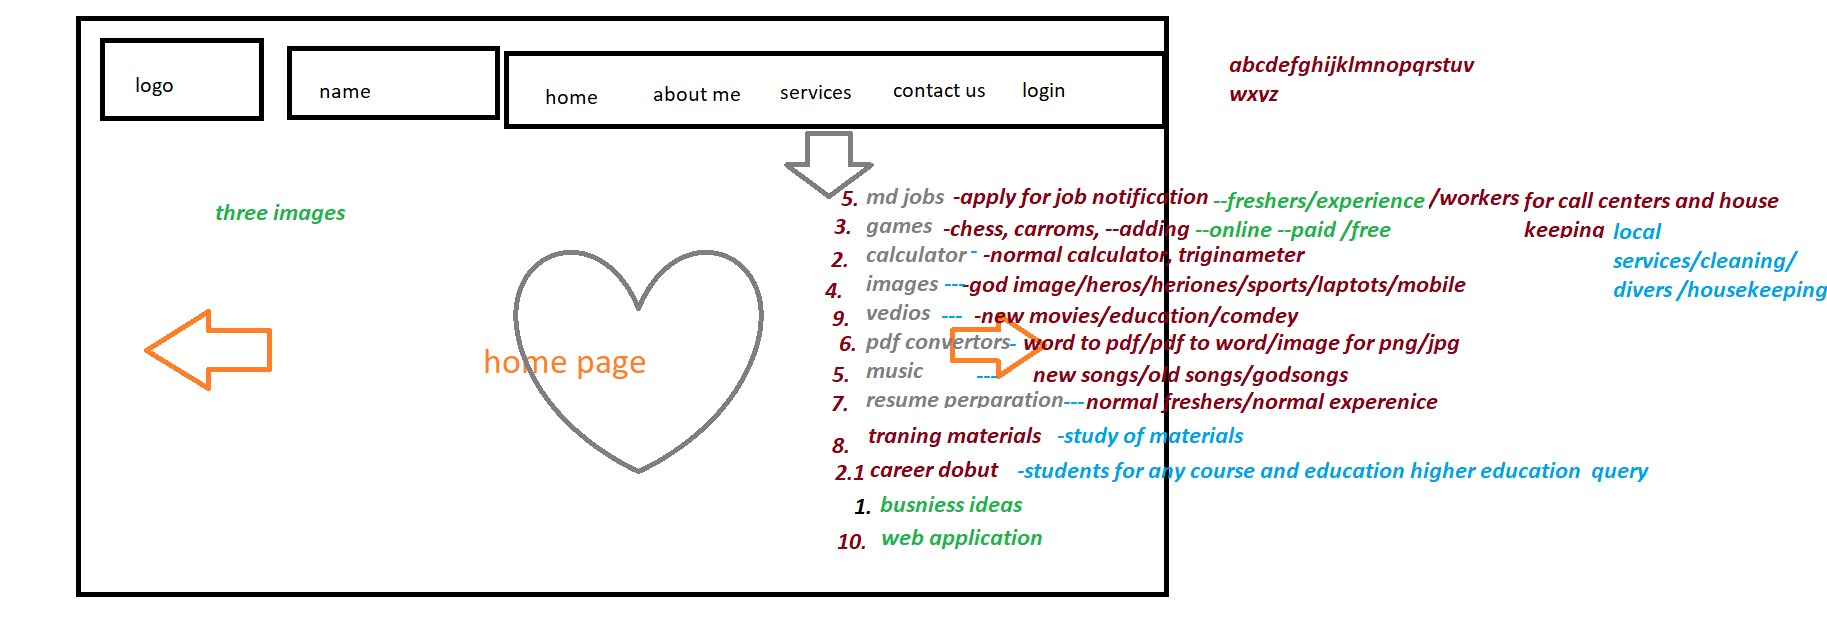 logo
name
home about me services contact us login
abcdefghijklmnopqrstuv
wxyz
three images
5. md jobs -apply for job notification --freshers/experience /workers for call centers and house
keeping
3. games -chess, carroms, --adding --online --paid /free
local
services/cleaning/
divers /housekeeping
2. calculator - -normal calculator, triginameter
4. images ----god image/heros/heriones/sports/laptots/mobile
9. vedios --- -new movies/education/comdey
6. pdf convertors- word to pdf/pdf to word/image for png/jpg
home page
5. music --- new songs/old songs/godsongs
7. resume perparation---normal freshers/normal experenice
8. traning materials -study of materials
2.1 career dobut -students for any course and education higher education query
1. busniess ideas
10. web application